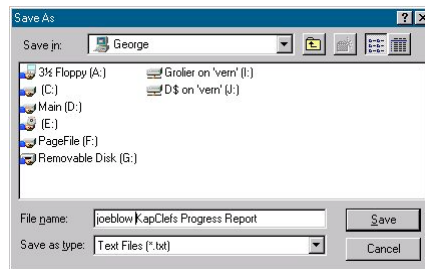 Save As
Save in: George
3½ Floppy (A:)
(C:)
Main (D:)
(E:)
PageFile (F:)
Removable Disk (G:)
Grolier on 'vern' (I:)
D$ on 'vern' (J:)
File name: joeblow KapClefs Progress Report Save
Save as type: Text Files (*.txt) Cancel